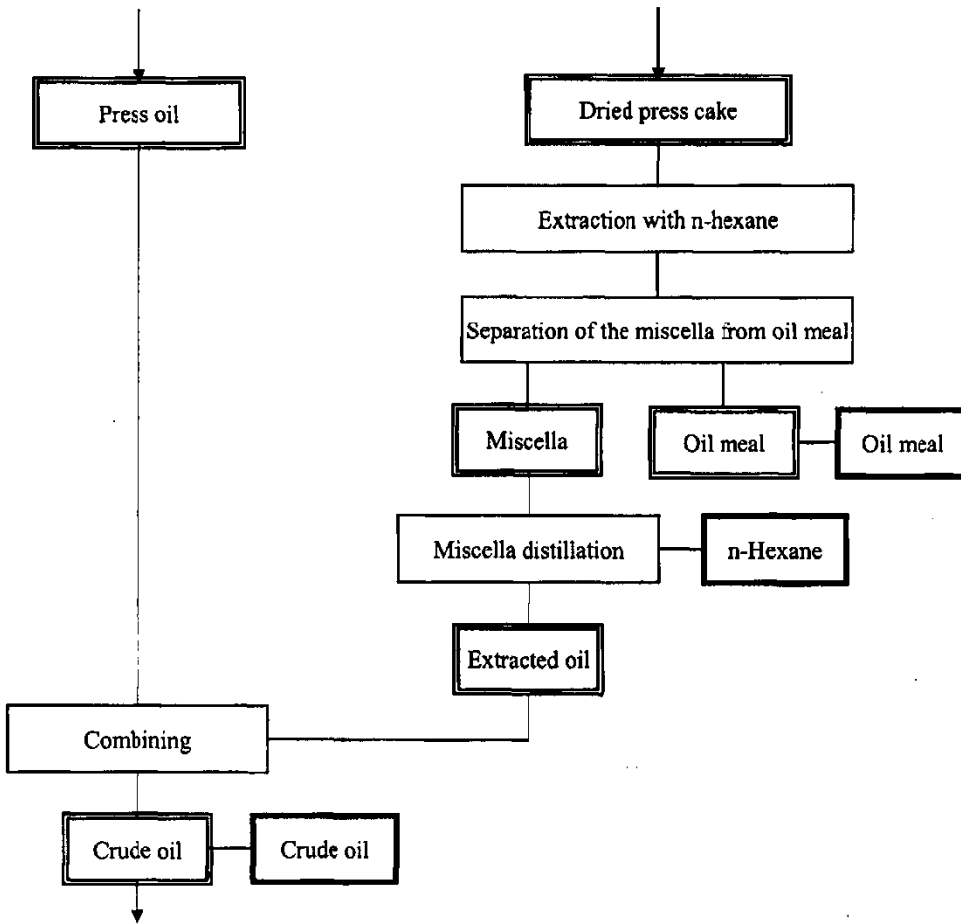 Press oil
Dried press cake
Extraction with n-hexane
Separation of the miscella from oil meal
Miscella
Oil meal
Oil meal
Miscella distillation
n-Hexane
Extracted oil
Combining
Crude oil
Crude oil